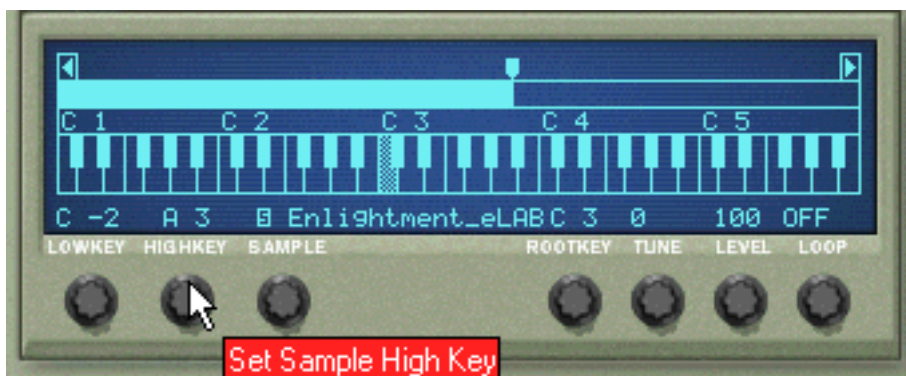 C 1 C 2 C 3 C 4 C 5
C -2 A 3 S Enlightment_eLAB C 3 0 100 OFF
LOWKEY HIGHKEY SAMPLE ROOTKEY TUNE LEVEL LOOP
Set Sample High Key